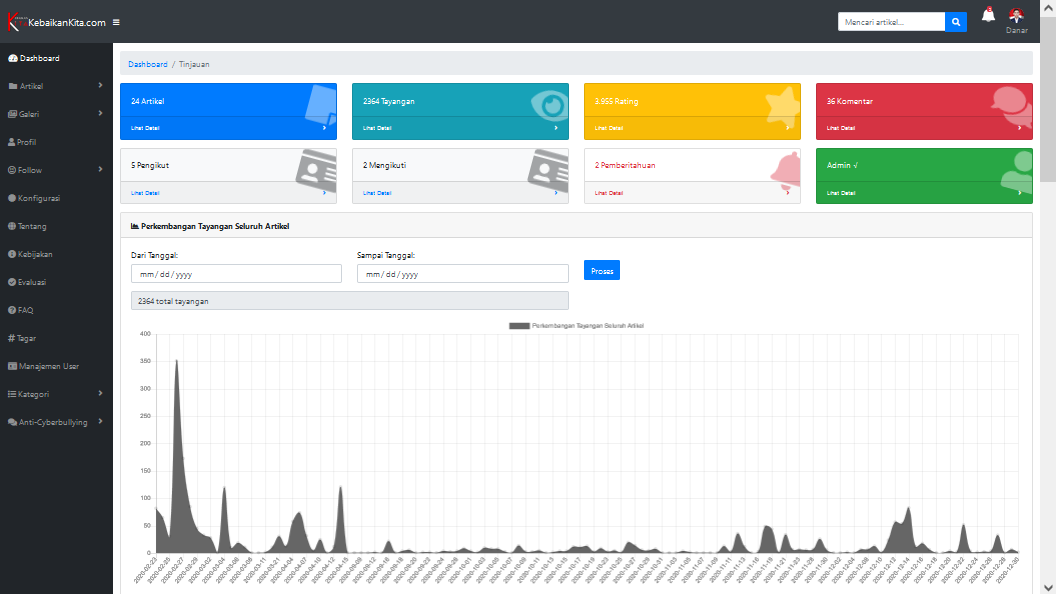 KebaikanKita.com
Mencari artikel...
Danar
Dashboard
Artikel
Galeri
Profil
Follow
Konfigurasi
Tentang
Kebijakan
Evaluasi
FAQ
# Tagar
Manajemen User
Kategori
Anti-Cyberbullying
Dashboard / Tinjauan
24 Artikel
Lihat Detail
2364 Tayangan
Lihat Detail
3.955 Rating
Lihat Detail
36 Komentar
Lihat Detail
5 Pengikut
Lihat Detail
2 Mengikuti
Lihat Detail
2 Pemberitahuan
Lihat Detail
Admin √
Lihat Detail
Perkembangan Tayangan Seluruh Artikel
Dari Tanggal:
Sampai Tanggal:
mm / dd / yyyy
mm / dd / yyyy
Proses
2364 total tayangan
Perkembangan Tayangan Seluruh Artikel
400
350
300
250
200
150
100
50
0